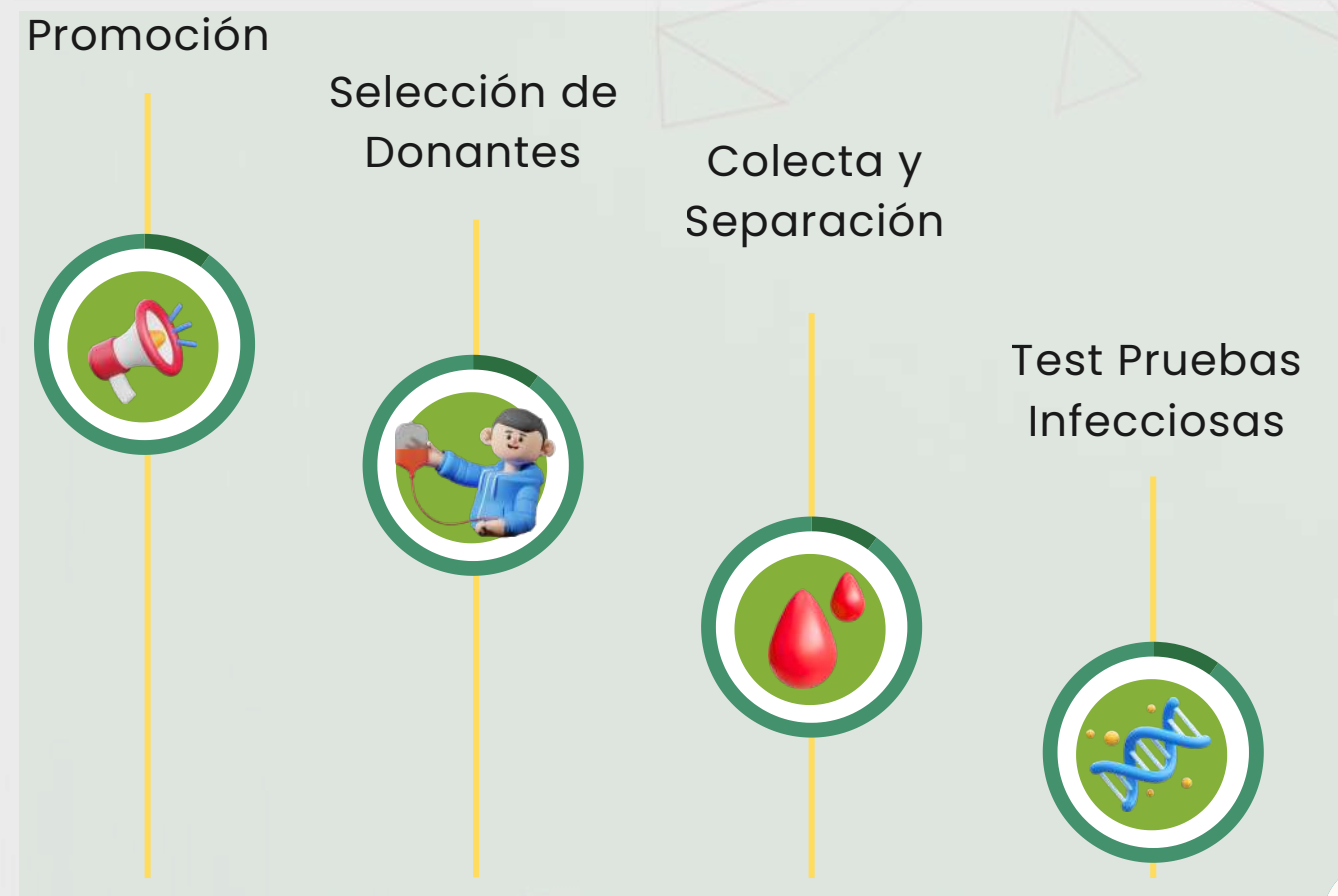 Promoción
Selección de
Donantes
Colecta y
Separación
Test Pruebas
Infecciosas